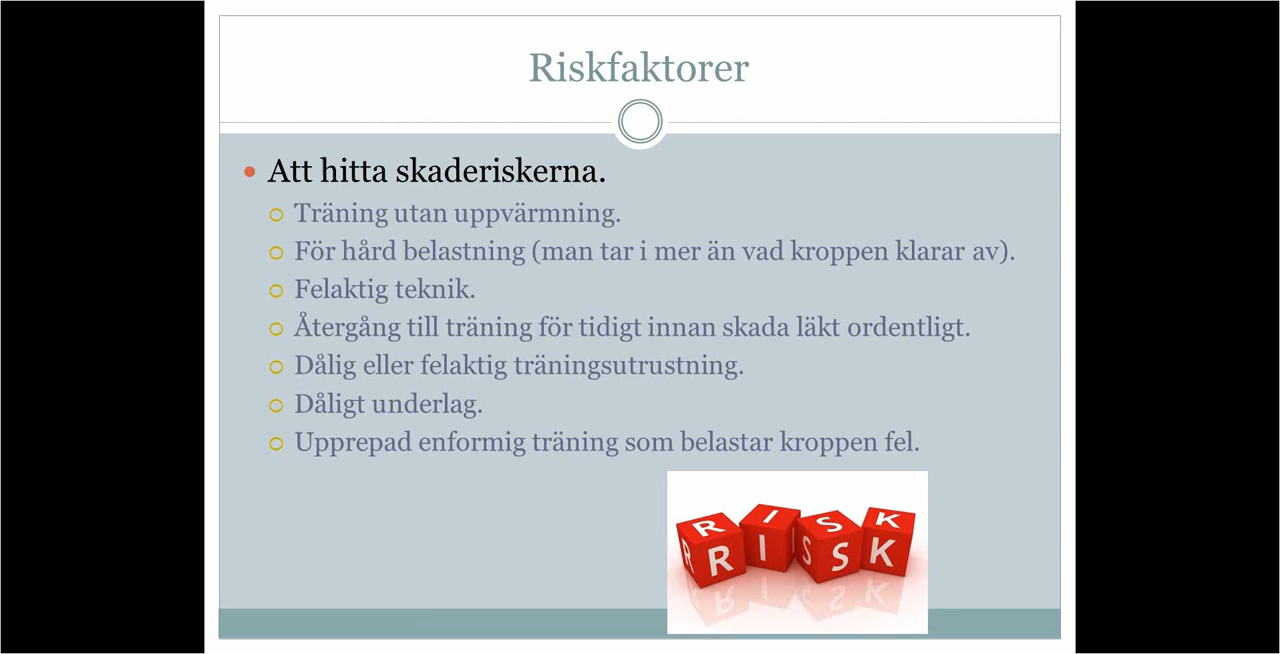 Riskfaktorer
Att hitta skaderiskerna.
Träning utan uppvärmning.
För hård belastning (man tar i mer än vad kroppen klarar av).
Felaktig teknik.
Återgång till träning för tidigt innan skada läkt ordentligt.
Dålig eller felaktig träningsutrustning.
Dåligt underlag.
Upprepad enformig träning som belastar kroppen fel.
R I S K
R R I S S K